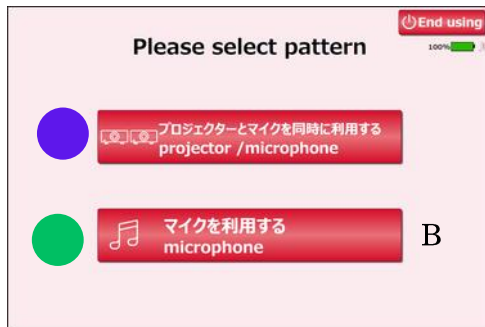 End using
Please select pattern
100%
プロジェクターとマイクを同時に利用する
projector /microphone
マイクを利用する
microphone
B